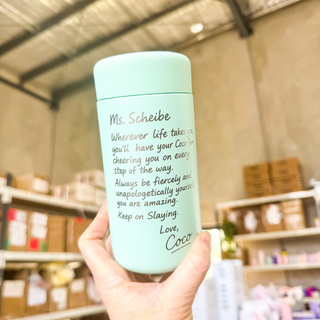 Ms. Scheibe
Wherever life takes you
you'll have your Coco
cheering you on every
step of the way.
Always be fiercely and
unapologetically yourself
you are amazing.
Keep on Slaying.
Love,
Coco